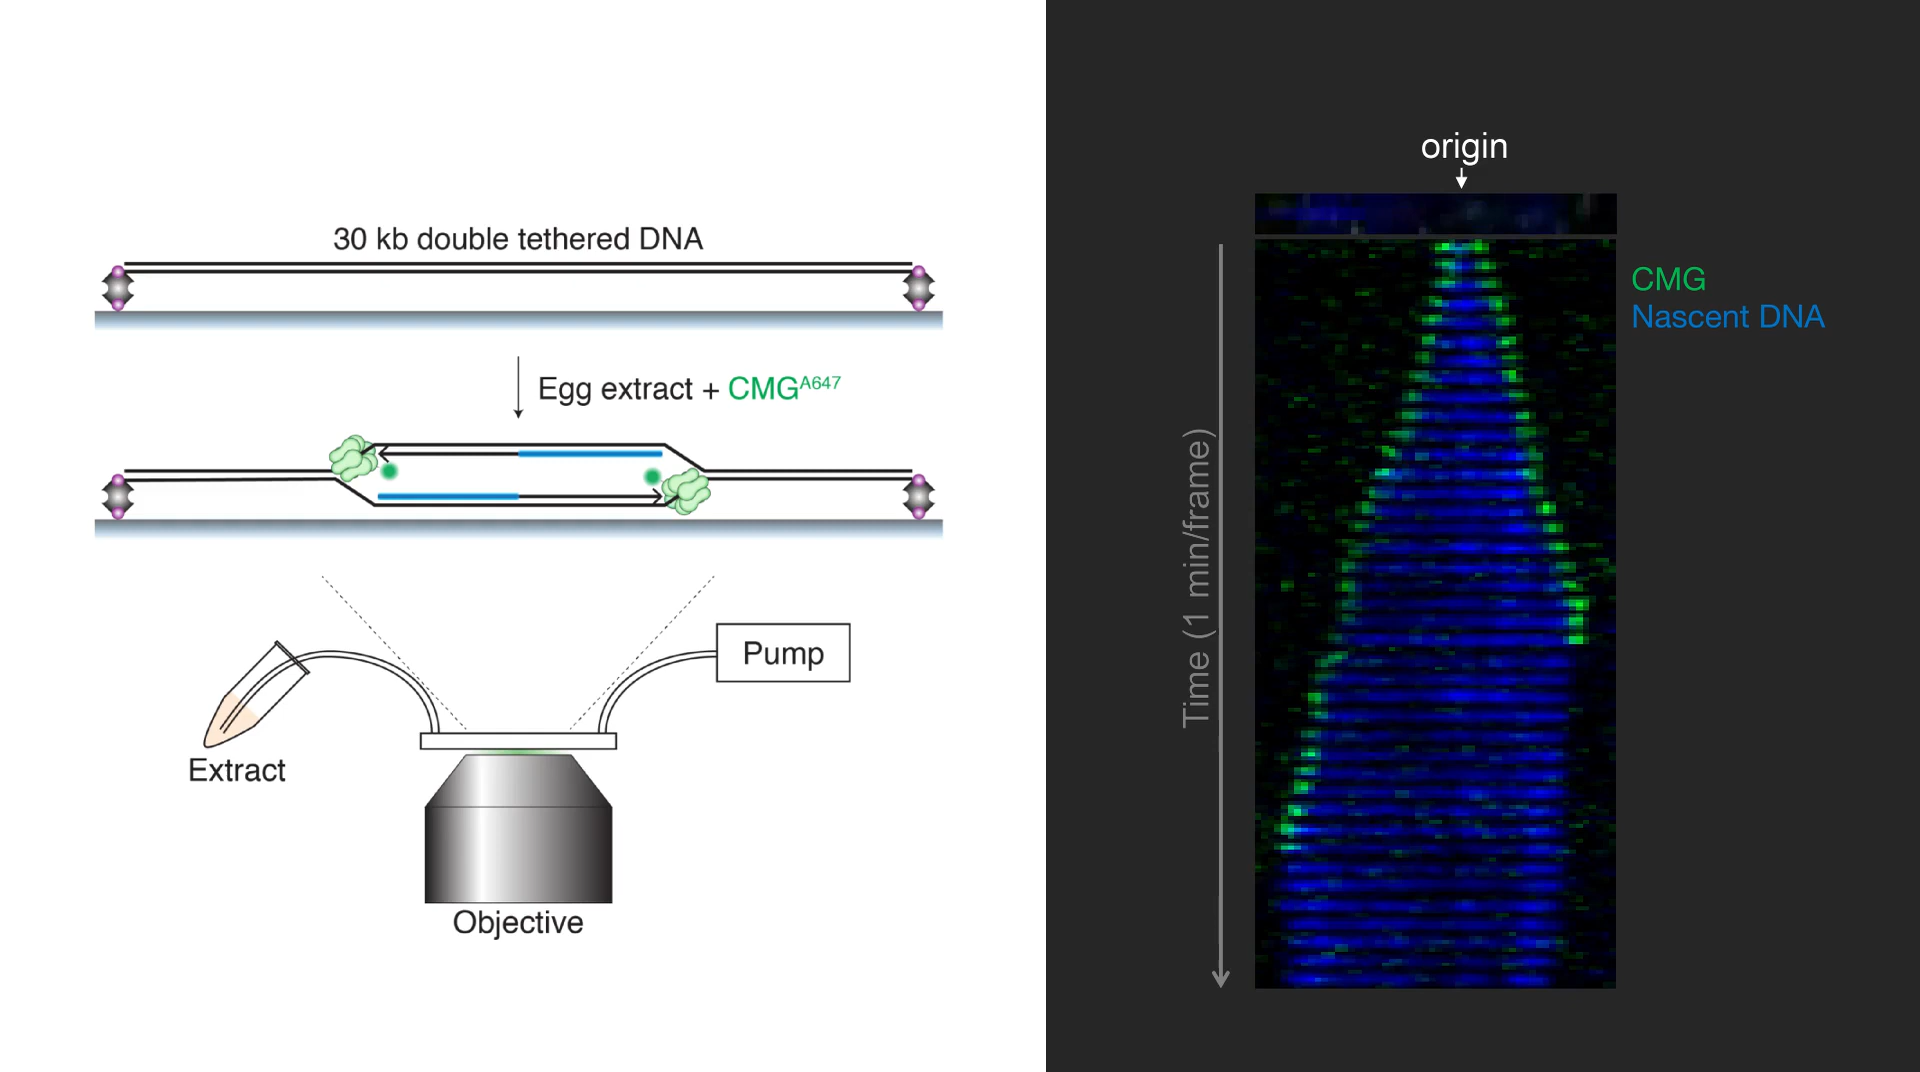 30 kb double tethered DNA
Egg extract + CMGA647
Extract
Pump
Objective
origin
CMG
Nascent DNA
Time (1 min/frame)